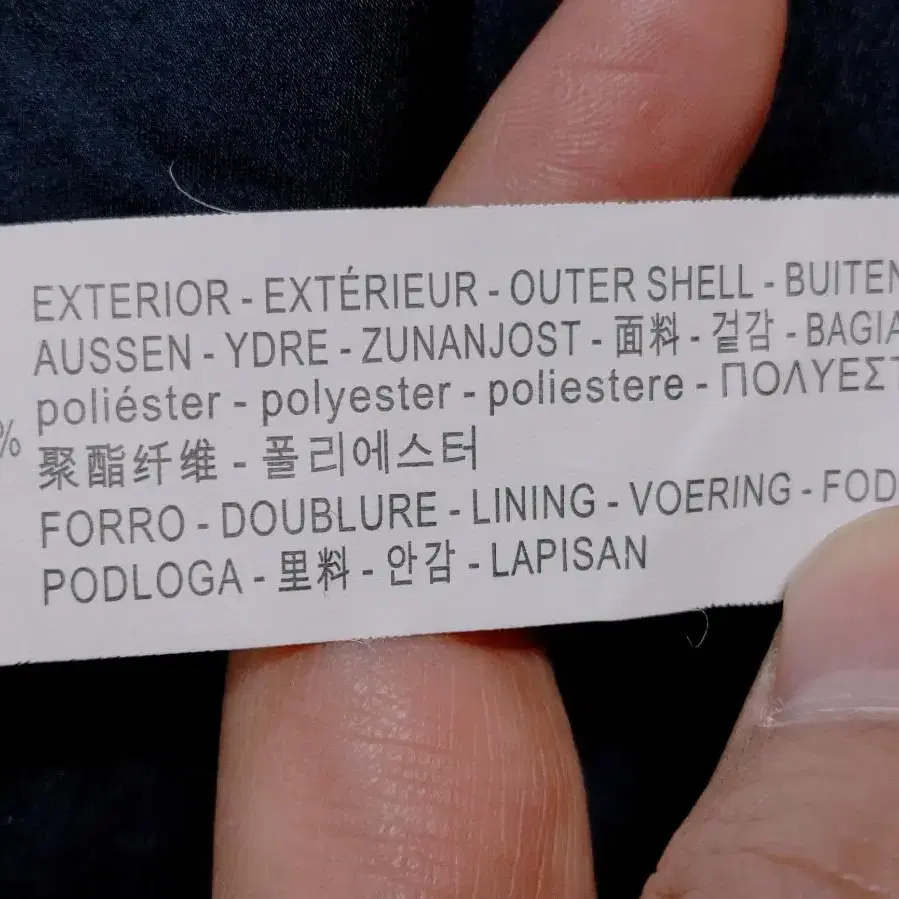 EXTERIOR - EXTÉRIEUR - OUTER SHELL - BUITEN
AUSSEN - YDRE - ZUNANJOST - 面料 - 겉감 - BAGIA
% poliéster - polyester - poliestere - ΠΟΛΥΕΣΤ
聚酯纤维 - 폴리에스터
FORRO - DOUBLURE - LINING - VOERING - FOD
PODLOGA - 里料 - 안감 - LAPISAN